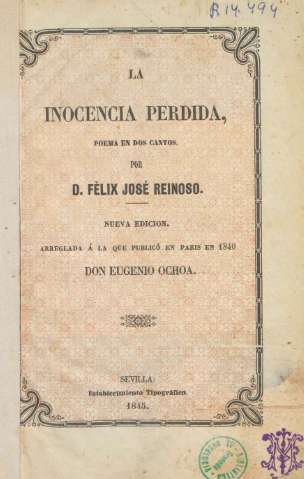 R.14.494
LA
INOCENCIA PERDIDA,
POEMA EN DOS CANTOS.
POR
D. FÈLIX JOSÉ REINOSO.
NUEVA EDICION.
ARREGLADA Á LA QUE PUBLICÓ EN PARIS EN 1840
DON EUGENIO OCHOA.
SEVILLA:
Establecimiento Tipográfico.
1845.